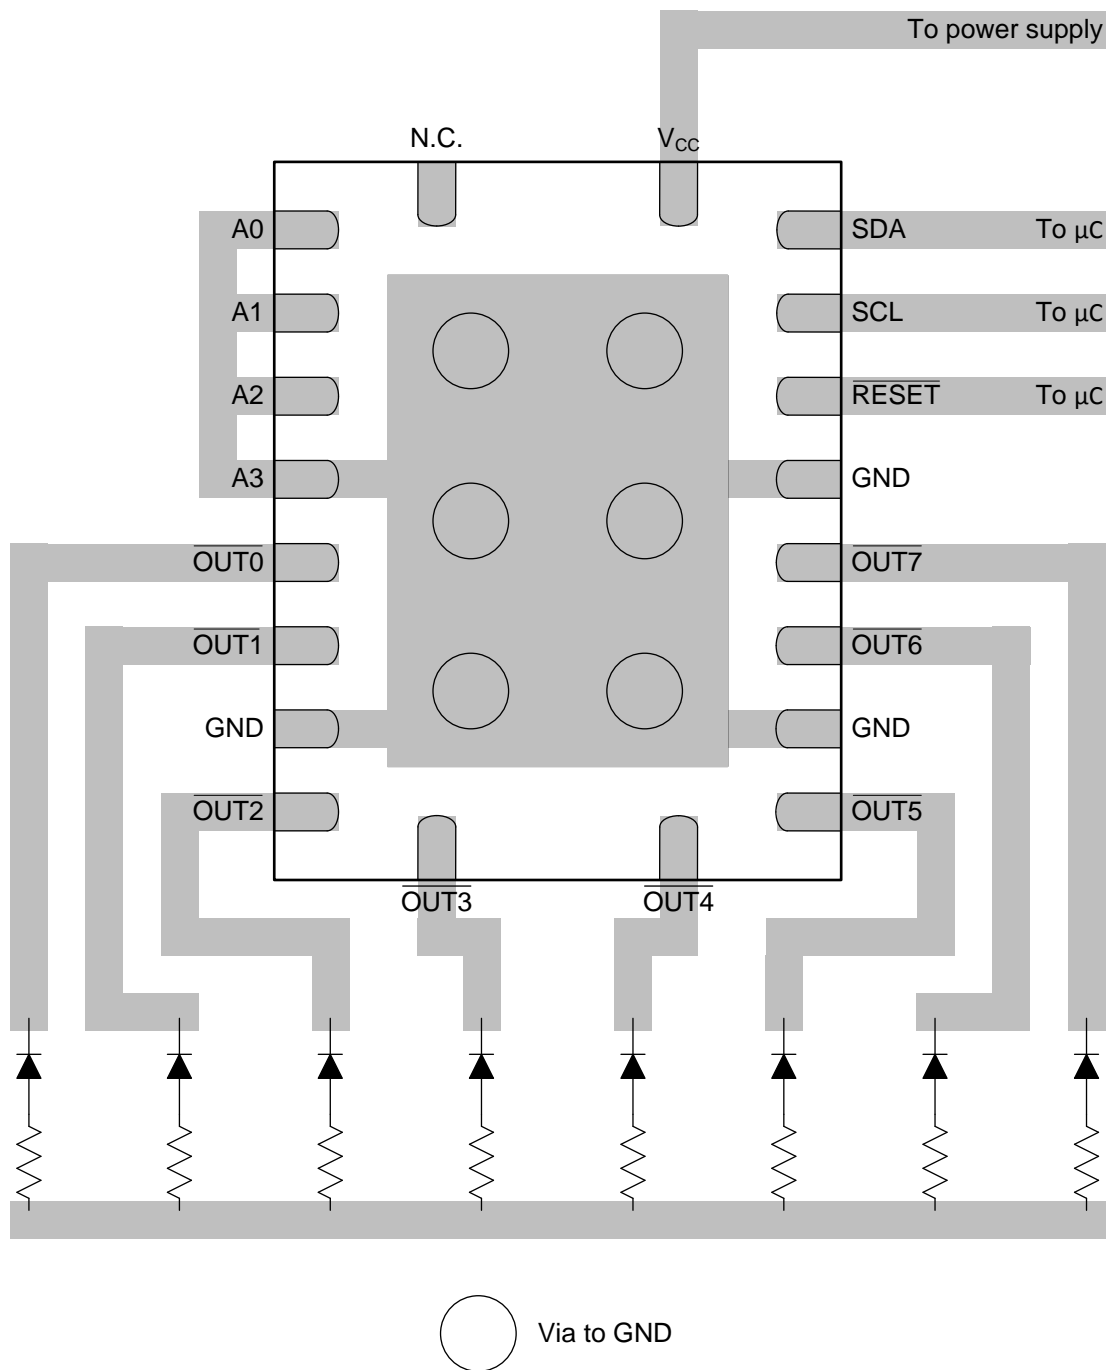 To power supply
N.C.
VCC
A0
SDA
To μC
A1
SCL
To μC
A2
RESET
To μC
A3
GND
OUT0
OUT7
OUT1
OUT6
GND
GND
OUT2
OUT5
OUT3
OUT4
Via to GND